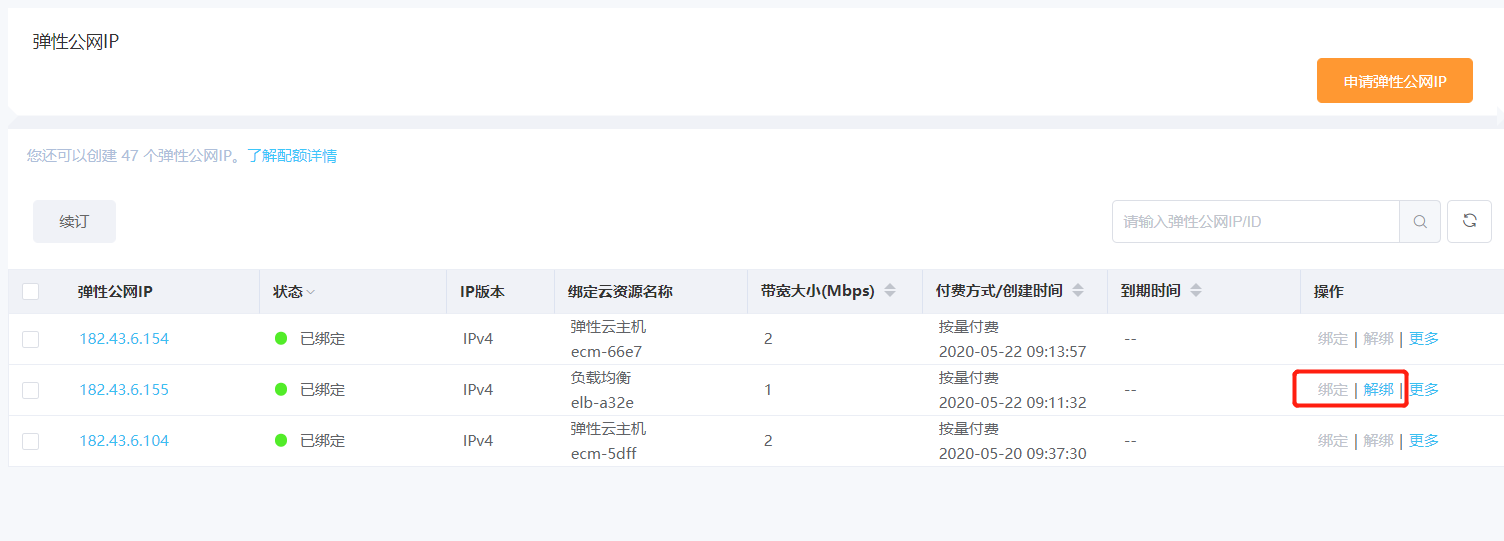 弹性公网IP
申请弹性公网IP
您还可以创建 47 个弹性公网IP。了解配额详情
续订
请输入弹性公网IP/ID
弹性公网IP 状态 IP版本 绑定云资源名称 带宽大小(Mbps) 付费方式/创建时间 到期时间 操作
182.43.6.154 已绑定 IPv4 弹性云主机 2 按量付费 -- 绑定 | 解绑 | 更多
ecm-66e7 2020-05-22 09:13:57
182.43.6.155 已绑定 IPv4 负载均衡 1 按量付费 -- 绑定 | 解绑 | 更多
elb-a32e 2020-05-22 09:11:32
182.43.6.104 已绑定 IPv4 弹性云主机 2 按量付费 -- 绑定 | 解绑 | 更多
ecm-5dff 2020-05-20 09:37:30